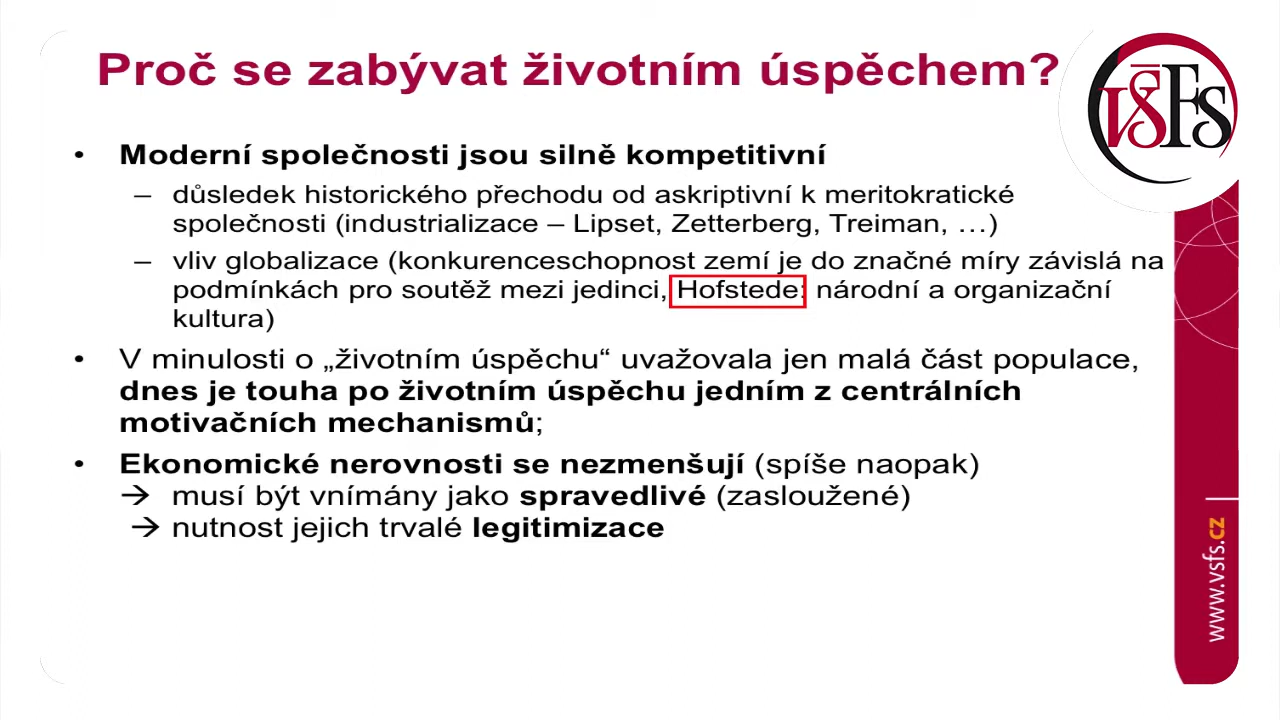 Proč se zabývat životním úspěchem?
VŠFS
• Moderní společnosti jsou silně kompetitivní
– důsledek historického přechodu od askriptivní k meritokratické
společnosti (industrializace – Lipset, Zetterberg, Treiman, …)
– vliv globalizace (konkurenceschopnost zemí je do značné míry závislá na
podmínkách pro soutěž mezi jedinci, Hofstede: národní a organizační
kultura)
• V minulosti o „životním úspěchu“ uvažovala jen malá část populace,
dnes je touha po životním úspěchu jedním z centrálních
motivačních mechanismů;
• Ekonomické nerovnosti se nezmenšují (spíše naopak)
→ musí být vnímány jako spravedlivé (zasloužené)
→ nutnost jejich trvalé legitimizace
www.vsfs.cz